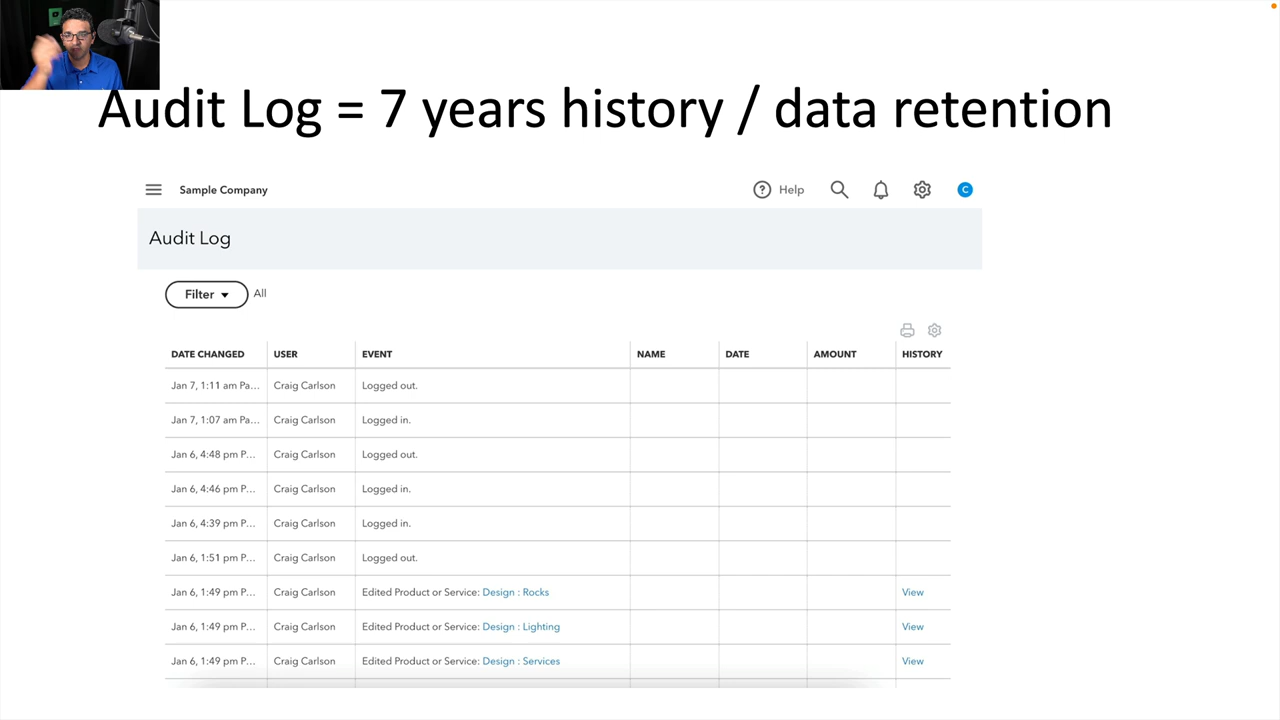 Audit Log = 7 years history / data retention
Sample Company Help C
Audit Log
Filter All
DATE CHANGED USER EVENT NAME DATE AMOUNT HISTORY
Jan 7, 1:11 am Pa... Craig Carlson Logged out.
Jan 7, 1:07 am Pa... Craig Carlson Logged in.
Jan 6, 4:48 pm P... Craig Carlson Logged out.
Jan 6, 4:46 pm P... Craig Carlson Logged in.
Jan 6, 4:39 pm P... Craig Carlson Logged in.
Jan 6, 1:51 pm P... Craig Carlson Logged out.
Jan 6, 1:49 pm P... Craig Carlson Edited Product or Service: Design : Rocks View
Jan 6, 1:49 pm P... Craig Carlson Edited Product or Service: Design : Lighting View
Jan 6, 1:49 pm P... Craig Carlson Edited Product or Service: Design : Services View